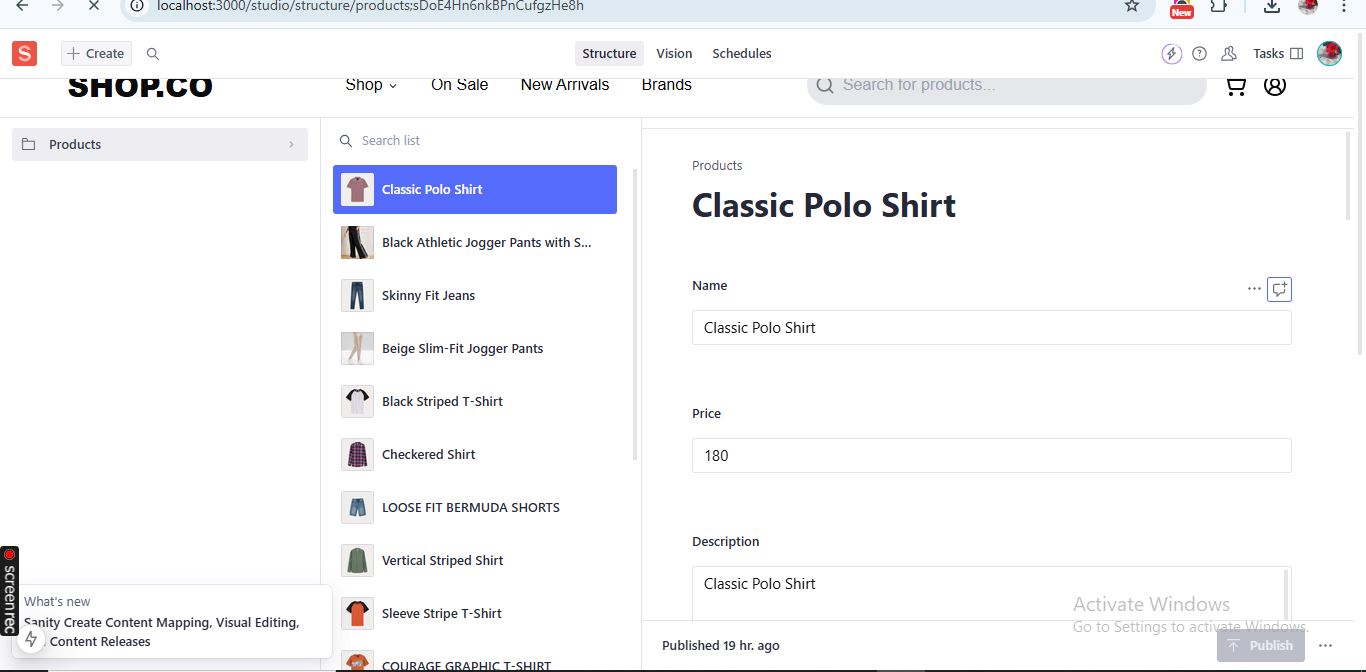 localhost:3000/studio/structure/products;sDoE4Hn6nkBPnCufgzHe8h
New
S
Create
Structure
Vision
Schedules
Tasks
SHOP.CO
Shop
On Sale
New Arrivals
Brands
Search for products...
Products
Search list
Classic Polo Shirt
Black Athletic Jogger Pants with S...
Skinny Fit Jeans
Beige Slim-Fit Jogger Pants
Black Striped T-Shirt
Checkered Shirt
LOOSE FIT BERMUDA SHORTS
Vertical Striped Shirt
Sleeve Stripe T-Shirt
COURAGE GRAPHIC T-SHIRT
Products
Classic Polo Shirt
Name
Classic Polo Shirt
Price
180
Description
Classic Polo Shirt
Published 19 hr. ago
Publish
Activate Windows
Go to Settings to activate Windows.
screenrec
What's new
Sanity Create Content Mapping, Visual Editing,
Content Releases